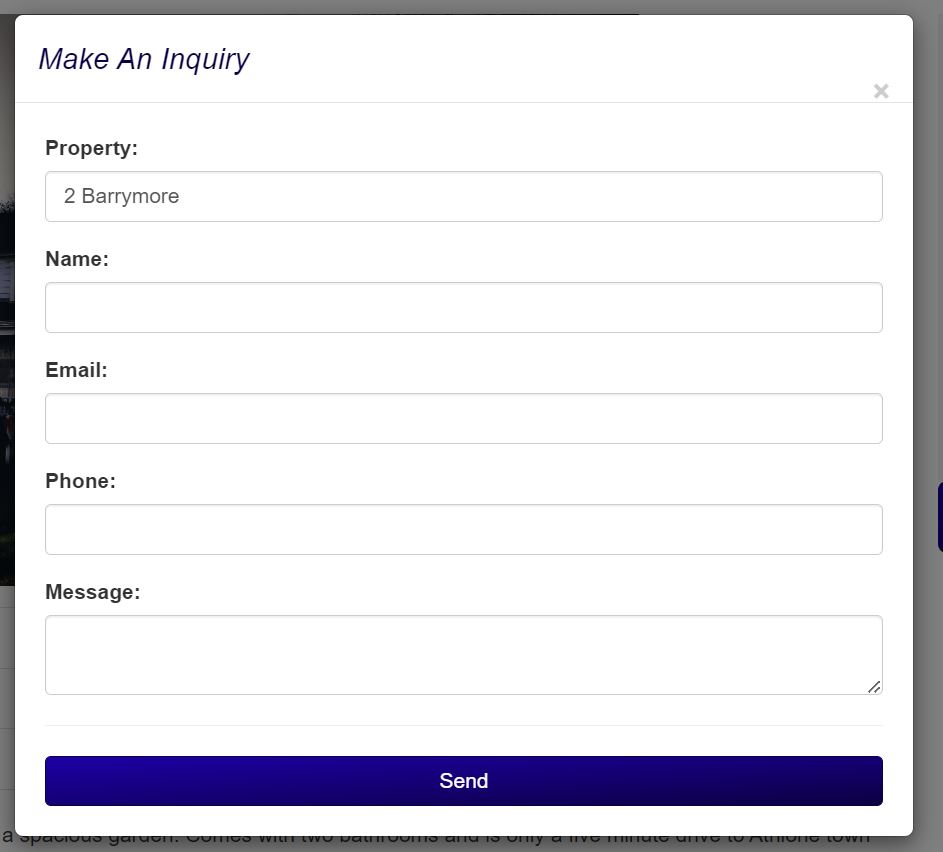 Make An Inquiry
×
Property:
2 Barrymore
Name:
Email:
Phone:
Message:
Send
a spacious garden. Comes with two bathrooms and is only a five minute drive to Athlone town